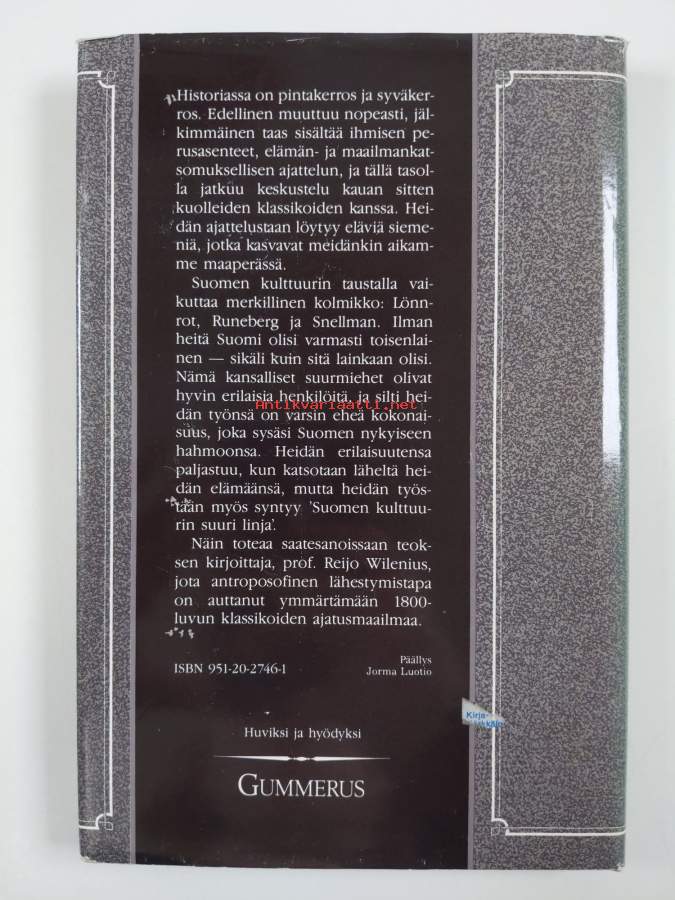 Historiassa on pintakerros ja syväker-
ros. Edellinen muuttuu nopeasti, jäl-
kimmäinen taas sisältää ihmisen pe-
rusasenteet, elämän- ja maailmankat-
somuksellisen ajattelun, ja tällä tasol-
la jatkuu keskustelu kauan sitten
kuolleiden klassikoiden kanssa. Hei-
dän ajattelustaan löytyy eläviä sieme-
niä, jotka kasvavat meidänkin aikam-
me maaperässä.
Suomen kulttuurin taustalla vai-
kuttaa merkillinen kolmikko: Lönn-
rot, Runeberg ja Snellman. Ilman
heitä Suomi olisi varmasti toisenlai-
nen — sikäli kuin sitä lainkaan olisi.
Nämä kansalliset suurmiehet olivat
hyvin erilaisia henkilöitä, ja silti hei-
Antikvariaatti.net
dän työnsä on varsin eheä kokonai-
suus, joka sysäsi Suomen nykyiseen
hahmoonsa. Heidän erilaisuutensa
paljastuu, kun katsotaan läheltä hei-
dän elämäänsä, mutta heidän työs-
tään myös syntyy 'Suomen kulttuu-
rin suuri linja'.
Näin toteaa saatesanoissaan teok-
sen kirjoittaja, prof. Reijo Wilenius,
jota antroposofinen lähestymistapa
on auttanut ymmärtämään 1800-
luvun klassikoiden ajatusmaailmaa.
ISBN 951-20-2746-1
Päällys
Jorma Luotio
Kirja-
Huviksi ja hyödyksi
GUMMERUS